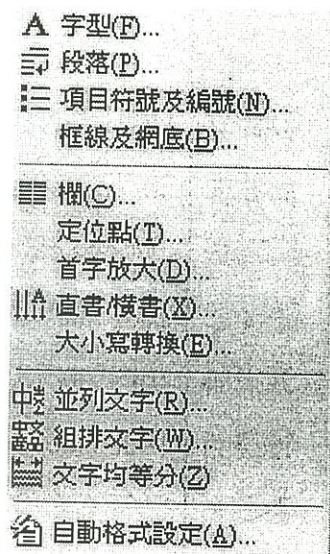 A 字型(F)...
段落(P)...
項目符號及編號(N)...
框線及網底(B)...
欄(C)...
定位點(T)...
首字放大(D)...
直書/橫書(X)...
大小寫轉換(E)...
並列文字(R)...
組排文字(W)...
文字均等分(Z)
自動格式設定(A)...